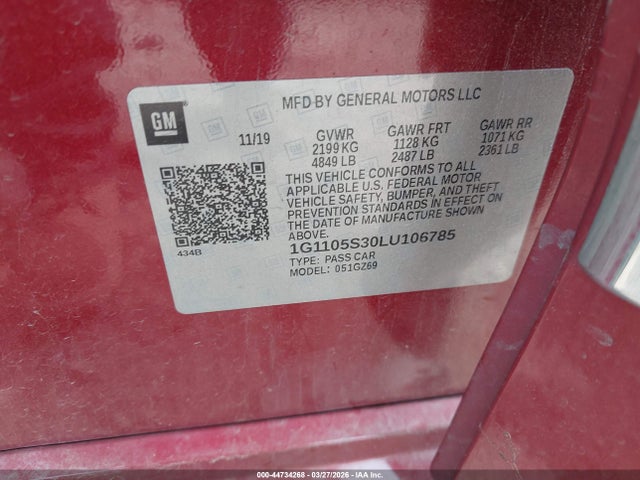 GM
MFD BY GENERAL MOTORS LLC
11/19 GVWR GAWR FRT GAWR RR
2199 KG 1128 KG 1071 KG
4849 LB 2487 LB 2361 LB
THIS VEHICLE CONFORMS TO ALL
APPLICABLE U.S. FEDERAL MOTOR
VEHICLE SAFETY, BUMPER, AND THEFT
PREVENTION STANDARDS IN EFFECT ON
THE DATE OF MANUFACTURE SHOWN
ABOVE.
434B
1G1105S30LU106785
TYPE: PASS CAR
MODEL: 051GZ69
000-44734268 - 03/27/2026 - IAA Inc.